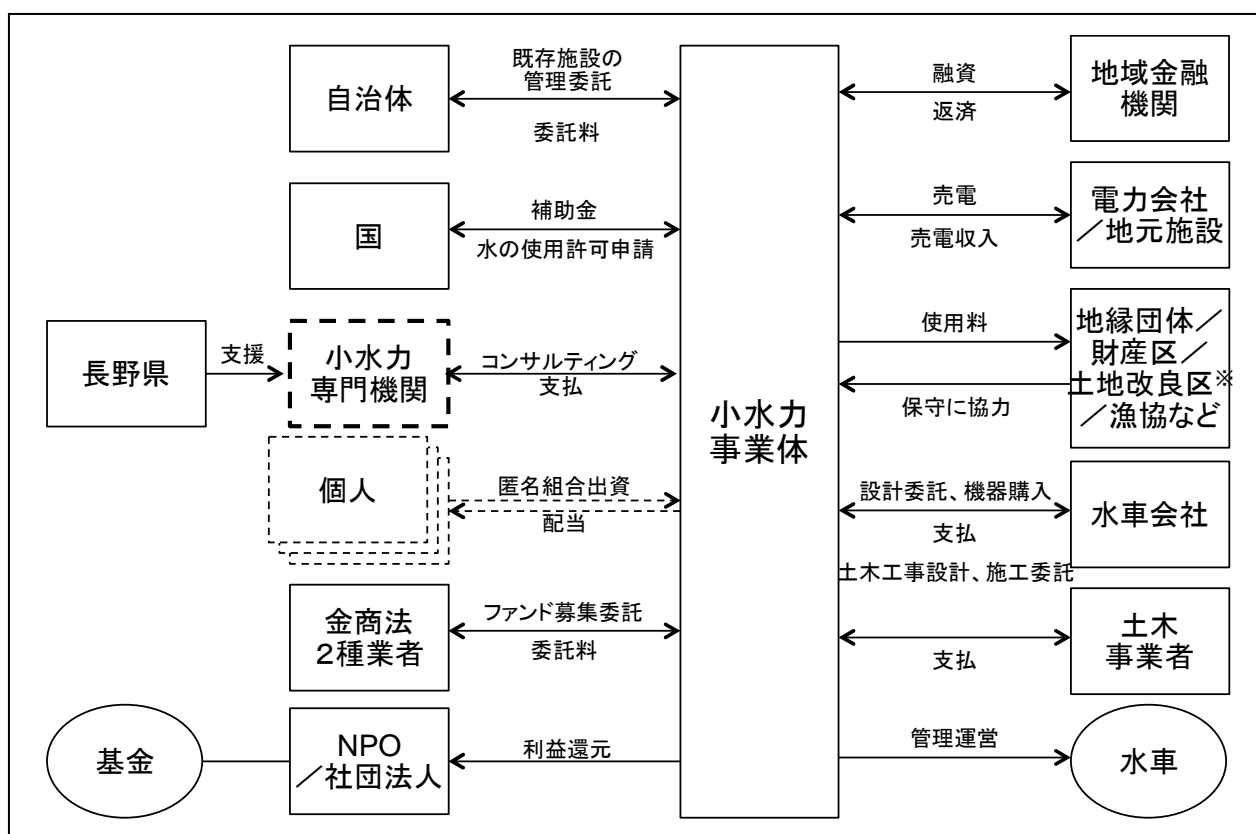 自治体
既存施設の
管理委託
委託料
国
補助金
水の使用許可申請
長野県
支援
小水力
専門機関
コンサルティング
支払
個人
匿名組合出資
配当
金商法
2種業者
ファンド募集委託
委託料
基金
NPO
／社団法人
利益還元
小水力
事業体
融資
返済
地域金融
機関
売電
売電収入
電力会社
／地元施設
使用料
保守に協力
地縁団体／
財産区／
土地改良区※
／漁協など
設計委託、機器購入
支払
水車会社
土木工事設計、施工委託
支払
土木
事業者
管理運営
水車